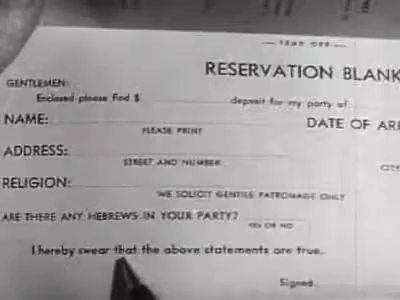 TEAR OFF
RESERVATION BLANK
GENTLEMEN:
Enclosed please find $ deposit for my party of
NAME:
PLEASE PRINT
DATE OF
ADDRESS:
STREET AND NUMBER
RELIGION:
WE SOLICIT GENTILE PATRONAGE ONLY
ARE THERE ANY HEBREWS IN YOUR PARTY?
YES OR NO
I hereby swear that the above statements are true.
Signed